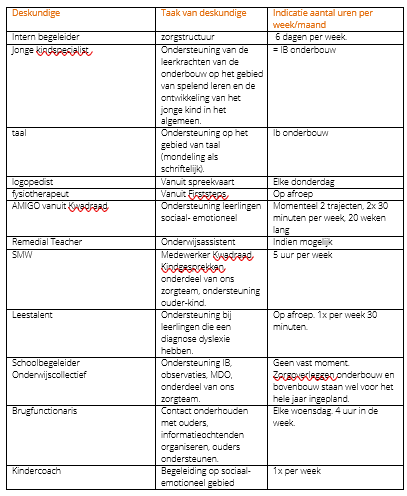 Deskundige Taak van deskundige Indicatie aantal uren per
week/maand
Intern begeleider zorgstructuur 6 dagen per week.
Jonge kindspecialist Ondersteuning van de = IB onderbouw
leerkrachten van de
onderbouw op het gebied
van spelend leren en de
ontwikkeling van het
jonge kind in het
algemeen.
taal Ondersteuning op het Ib onderbouw
gebied van taal
(mondeling als
schriftelijk).
logopedist Vanuit spreekvaart Elke donderdag
fysiotherapeut Vanuit Firststeps Op afroep
AMIGO vanuit Kwadraad Ondersteuning leerlingen Momenteel 2 trajecten, 2x 30
sociaal- emotioneel minuten per week, 20 weken
lang
Remedial Teacher Onderwijsassistent Indien mogelijk
SMW Medewerker Kwadraad 5 uur per week
Kindgesprekken
onderdeel van ons
zorgteam, ondersteuning
ouder-kind.
Leestalent Ondersteuning bij Op afroep. 1x per week 30
leerlingen die een minuten.
diagnose dyslexie
hebben.
Schoolbegeleider Ondersteuning IB, Geen vast moment.
Onderwijscollectief observaties, MDO, Zorgoverleggen onderbouw en
onderdeel van ons bovenbouw staan wel voor het
zorgteam. hele jaar ingepland.
Brugfunctionaris Contact onderhouden Elke woensdag. 4 uur in de
met ouders, week.
informatieochtenden
organiseren, ouders
ondersteunen.
Kindercoach Begeleiding op sociaal- 1x per week
emotioneel gebied